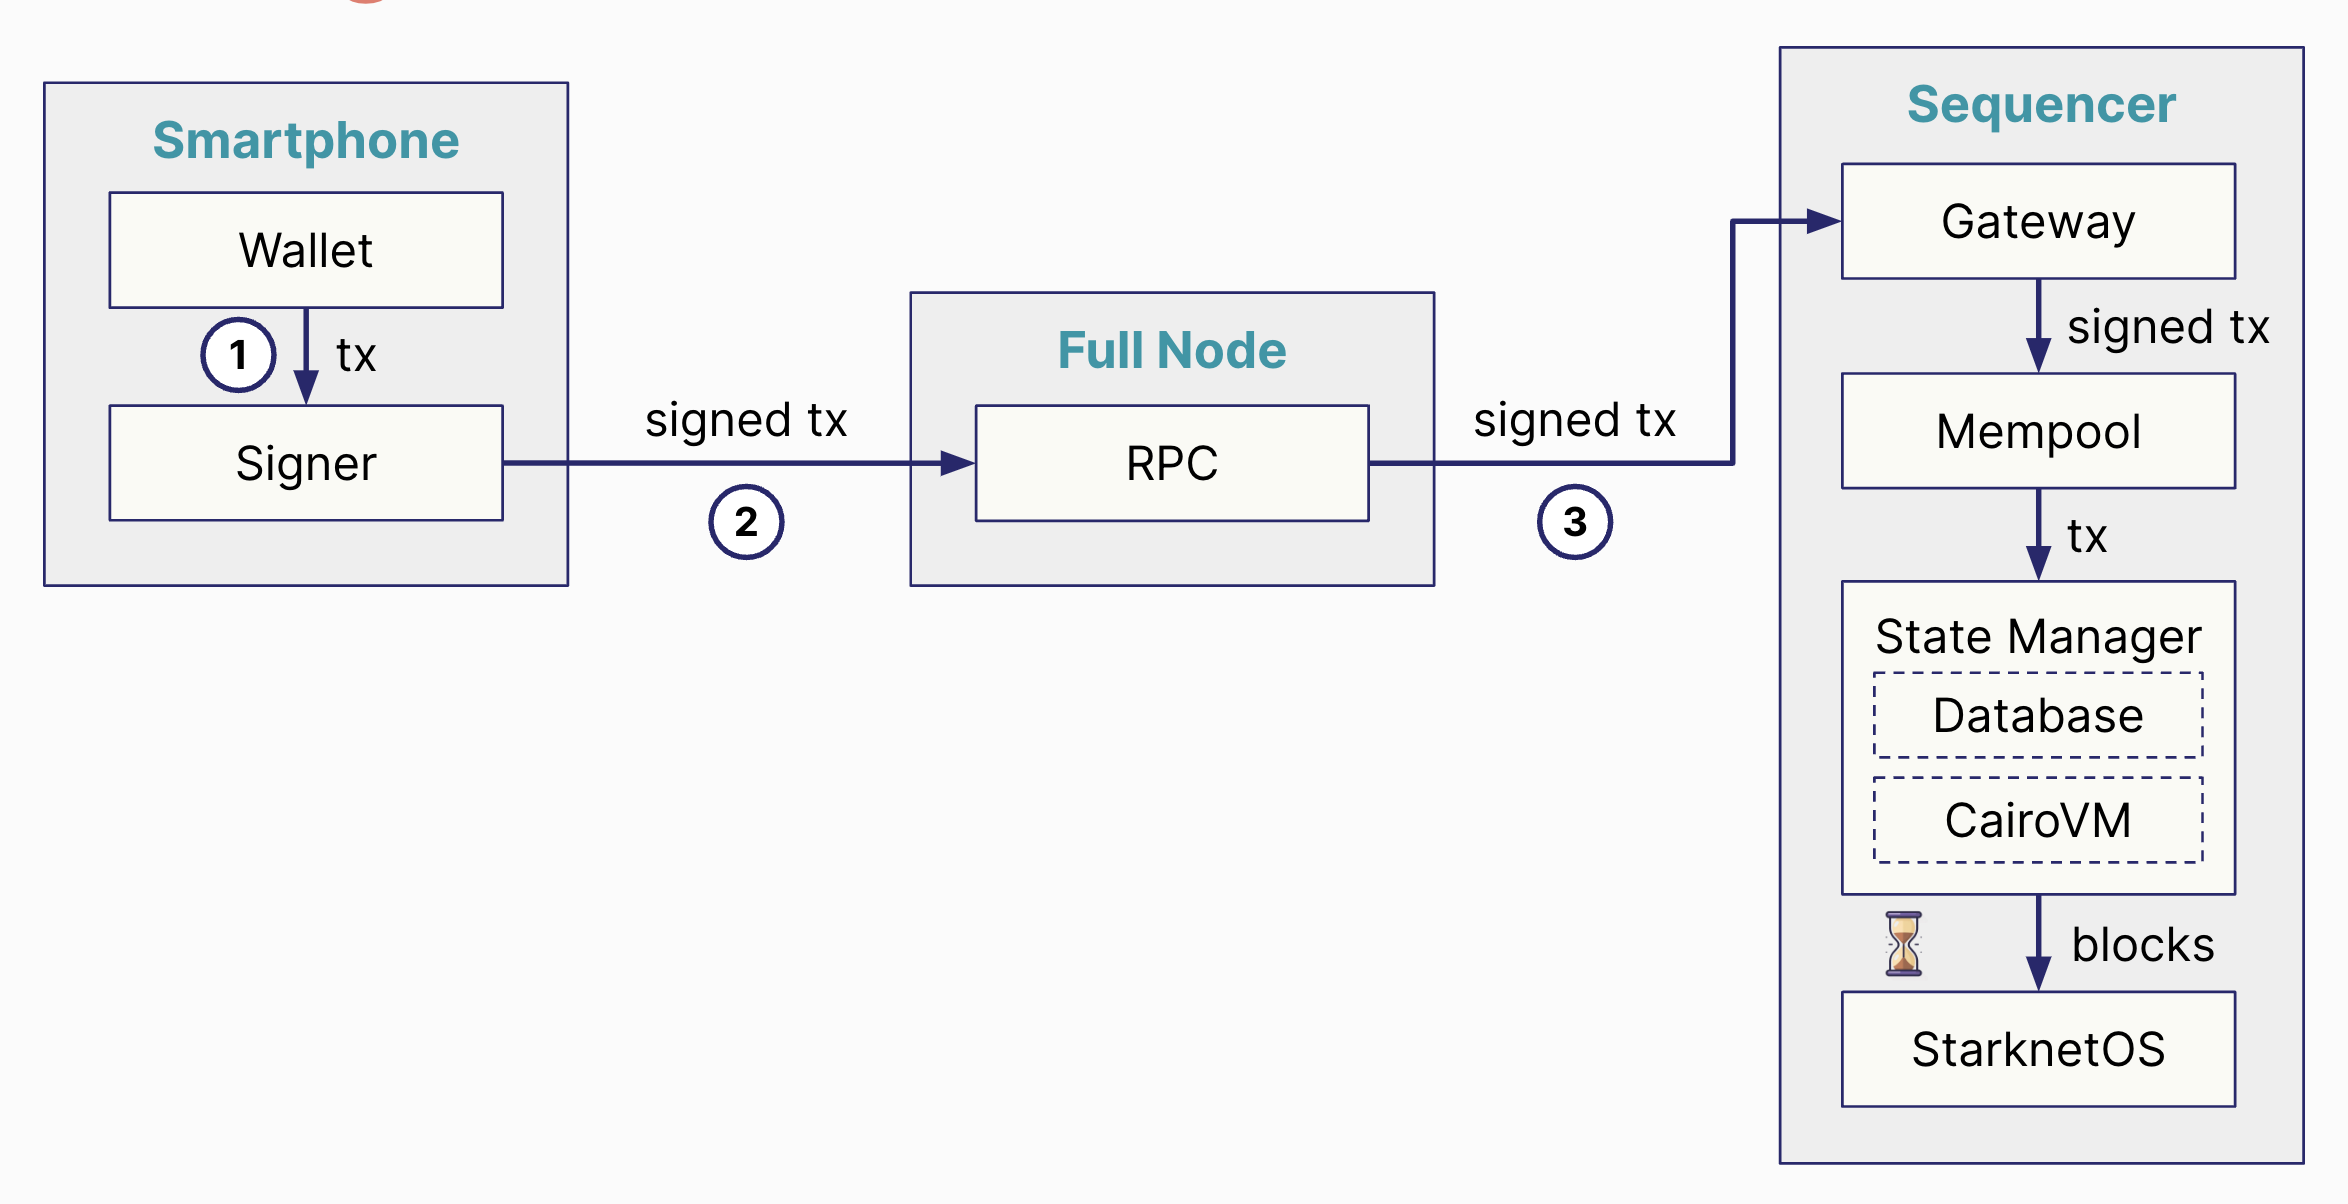 Smartphone
Wallet
1
tx
Signer
signed tx
2
Full Node
RPC
signed tx
3
Sequencer
Gateway
signed tx
Mempool
tx
State Manager
Database
CairoVM
blocks
StarknetOS